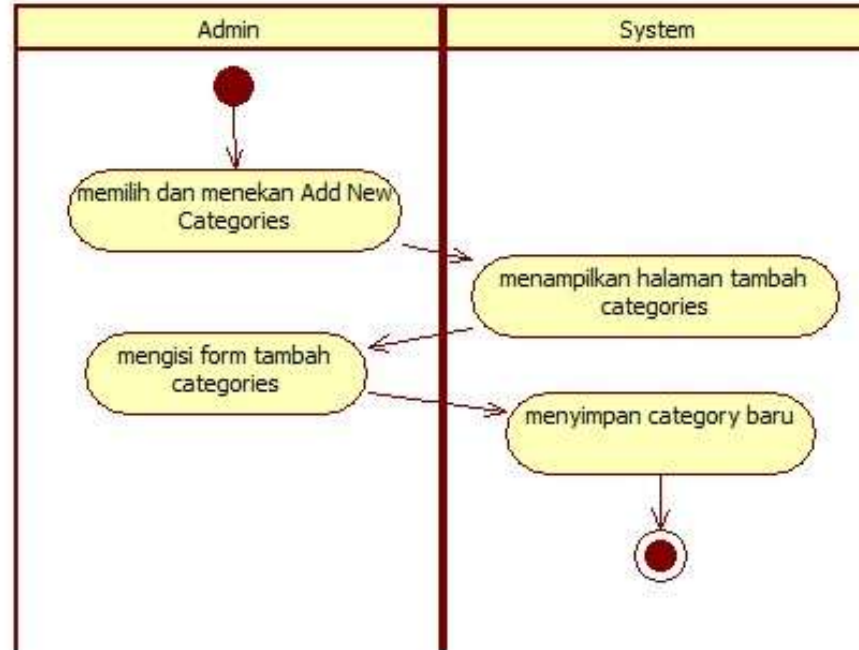 Admin
System
memilih dan menekan Add New
Categories
menampilkan halaman tambah
categories
mengisi form tambah
categories
menyimpan category baru